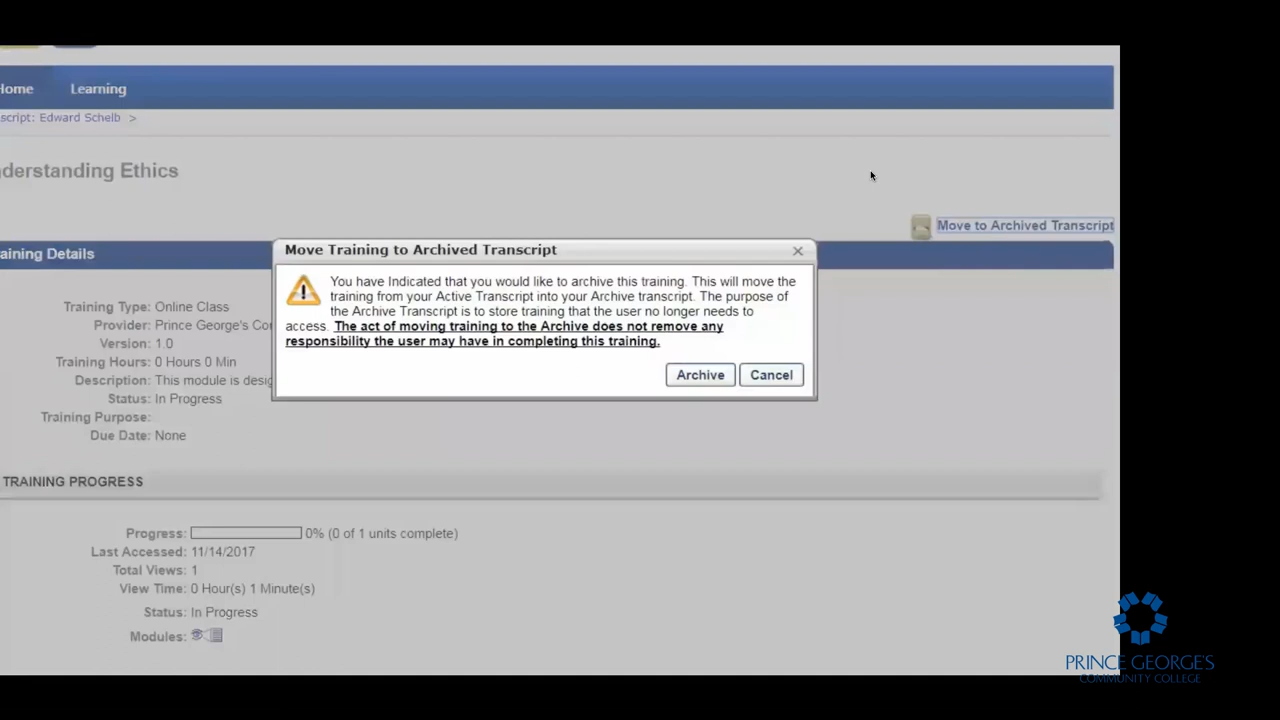 Home Learning
script: Edward Schelb >
nderstanding Ethics
Move to Archived Transcript
aining Details
Move Training to Archived Transcript
You have Indicated that you would like to archive this training. This will move the
training from your Active Transcript into your Archive transcript. The purpose of
the Archive Transcript is to store training that the user no longer needs to
access. The act of moving training to the Archive does not remove any
responsibility the user may have in completing this training.
Archive Cancel
Training Type: Online Class
Provider: Prince George's Co
Version: 1.0
Training Hours: 0 Hours 0 Min
Description: This module is desig
Status: In Progress
Training Purpose:
Due Date: None
TRAINING PROGRESS
Progress: 0% (0 of 1 units complete)
Last Accessed: 11/14/2017
Total Views: 1
View Time: 0 Hour(s) 1 Minute(s)
Status: In Progress
Modules:
PRINCE GEORGE'S
COMMUNITY COLLEGE